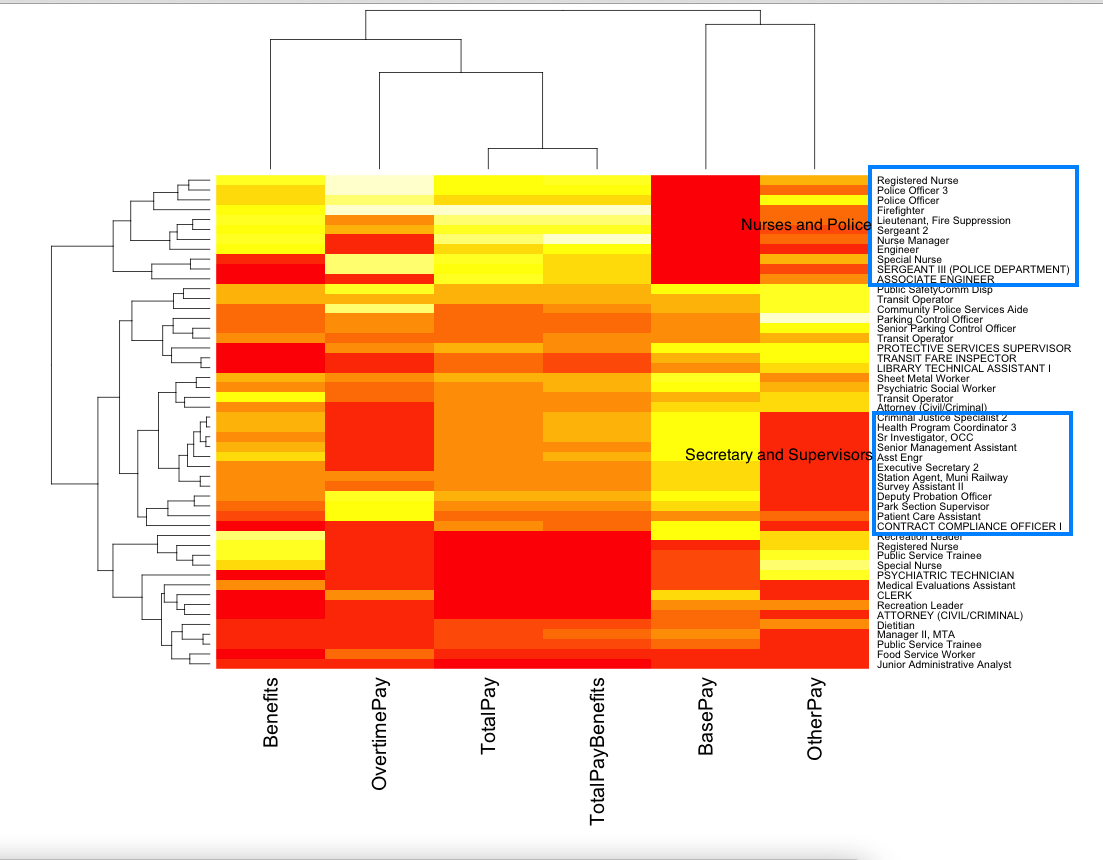 Registered Nurse
Police Officer 3
Police Officer
Firefighter
Lieutenant, Fire Suppression
Nurses and Police
Sergeant 2
Nurse Manager
Engineer
Special Nurse
SERGEANT III (POLICE DEPARTMENT)
ASSOCIATE ENGINEER
Public SafetyComm Disp
Transit Operator
Community Police Services Aide
Parking Control Officer
Senior Parking Control Officer
Transit Operator
PROTECTIVE SERVICES SUPERVISOR
TRANSIT FARE INSPECTOR
LIBRARY TECHNICAL ASSISTANT I
Sheet Metal Worker
Psychiatric Social Worker
Transit Operator
Attorney (Civil/Criminal)
Criminal Justice Specialist 2
Health Program Coordinator 3
Sr Investigator, OCC
Senior Management Assistant
Secretary and Supervisors
Asst Engr
Executive Secretary 2
Station Agent, Muni Railway
Survey Assistant II
Deputy Probation Officer
Park Section Supervisor
Patient Care Assistant
CONTRACT COMPLIANCE OFFICER I
Recreation Leader
Registered Nurse
Public Service Trainee
Special Nurse
PSYCHIATRIC TECHNICIAN
Medical Evaluations Assistant
CLERK
Recreation Leader
ATTORNEY (CIVIL/CRIMINAL)
Dietitian
Manager II, MTA
Public Service Trainee
Food Service Worker
Junior Administrative Analyst
Benefits
OvertimePay
TotalPay
TotalPayBenefits
BasePay
OtherPay